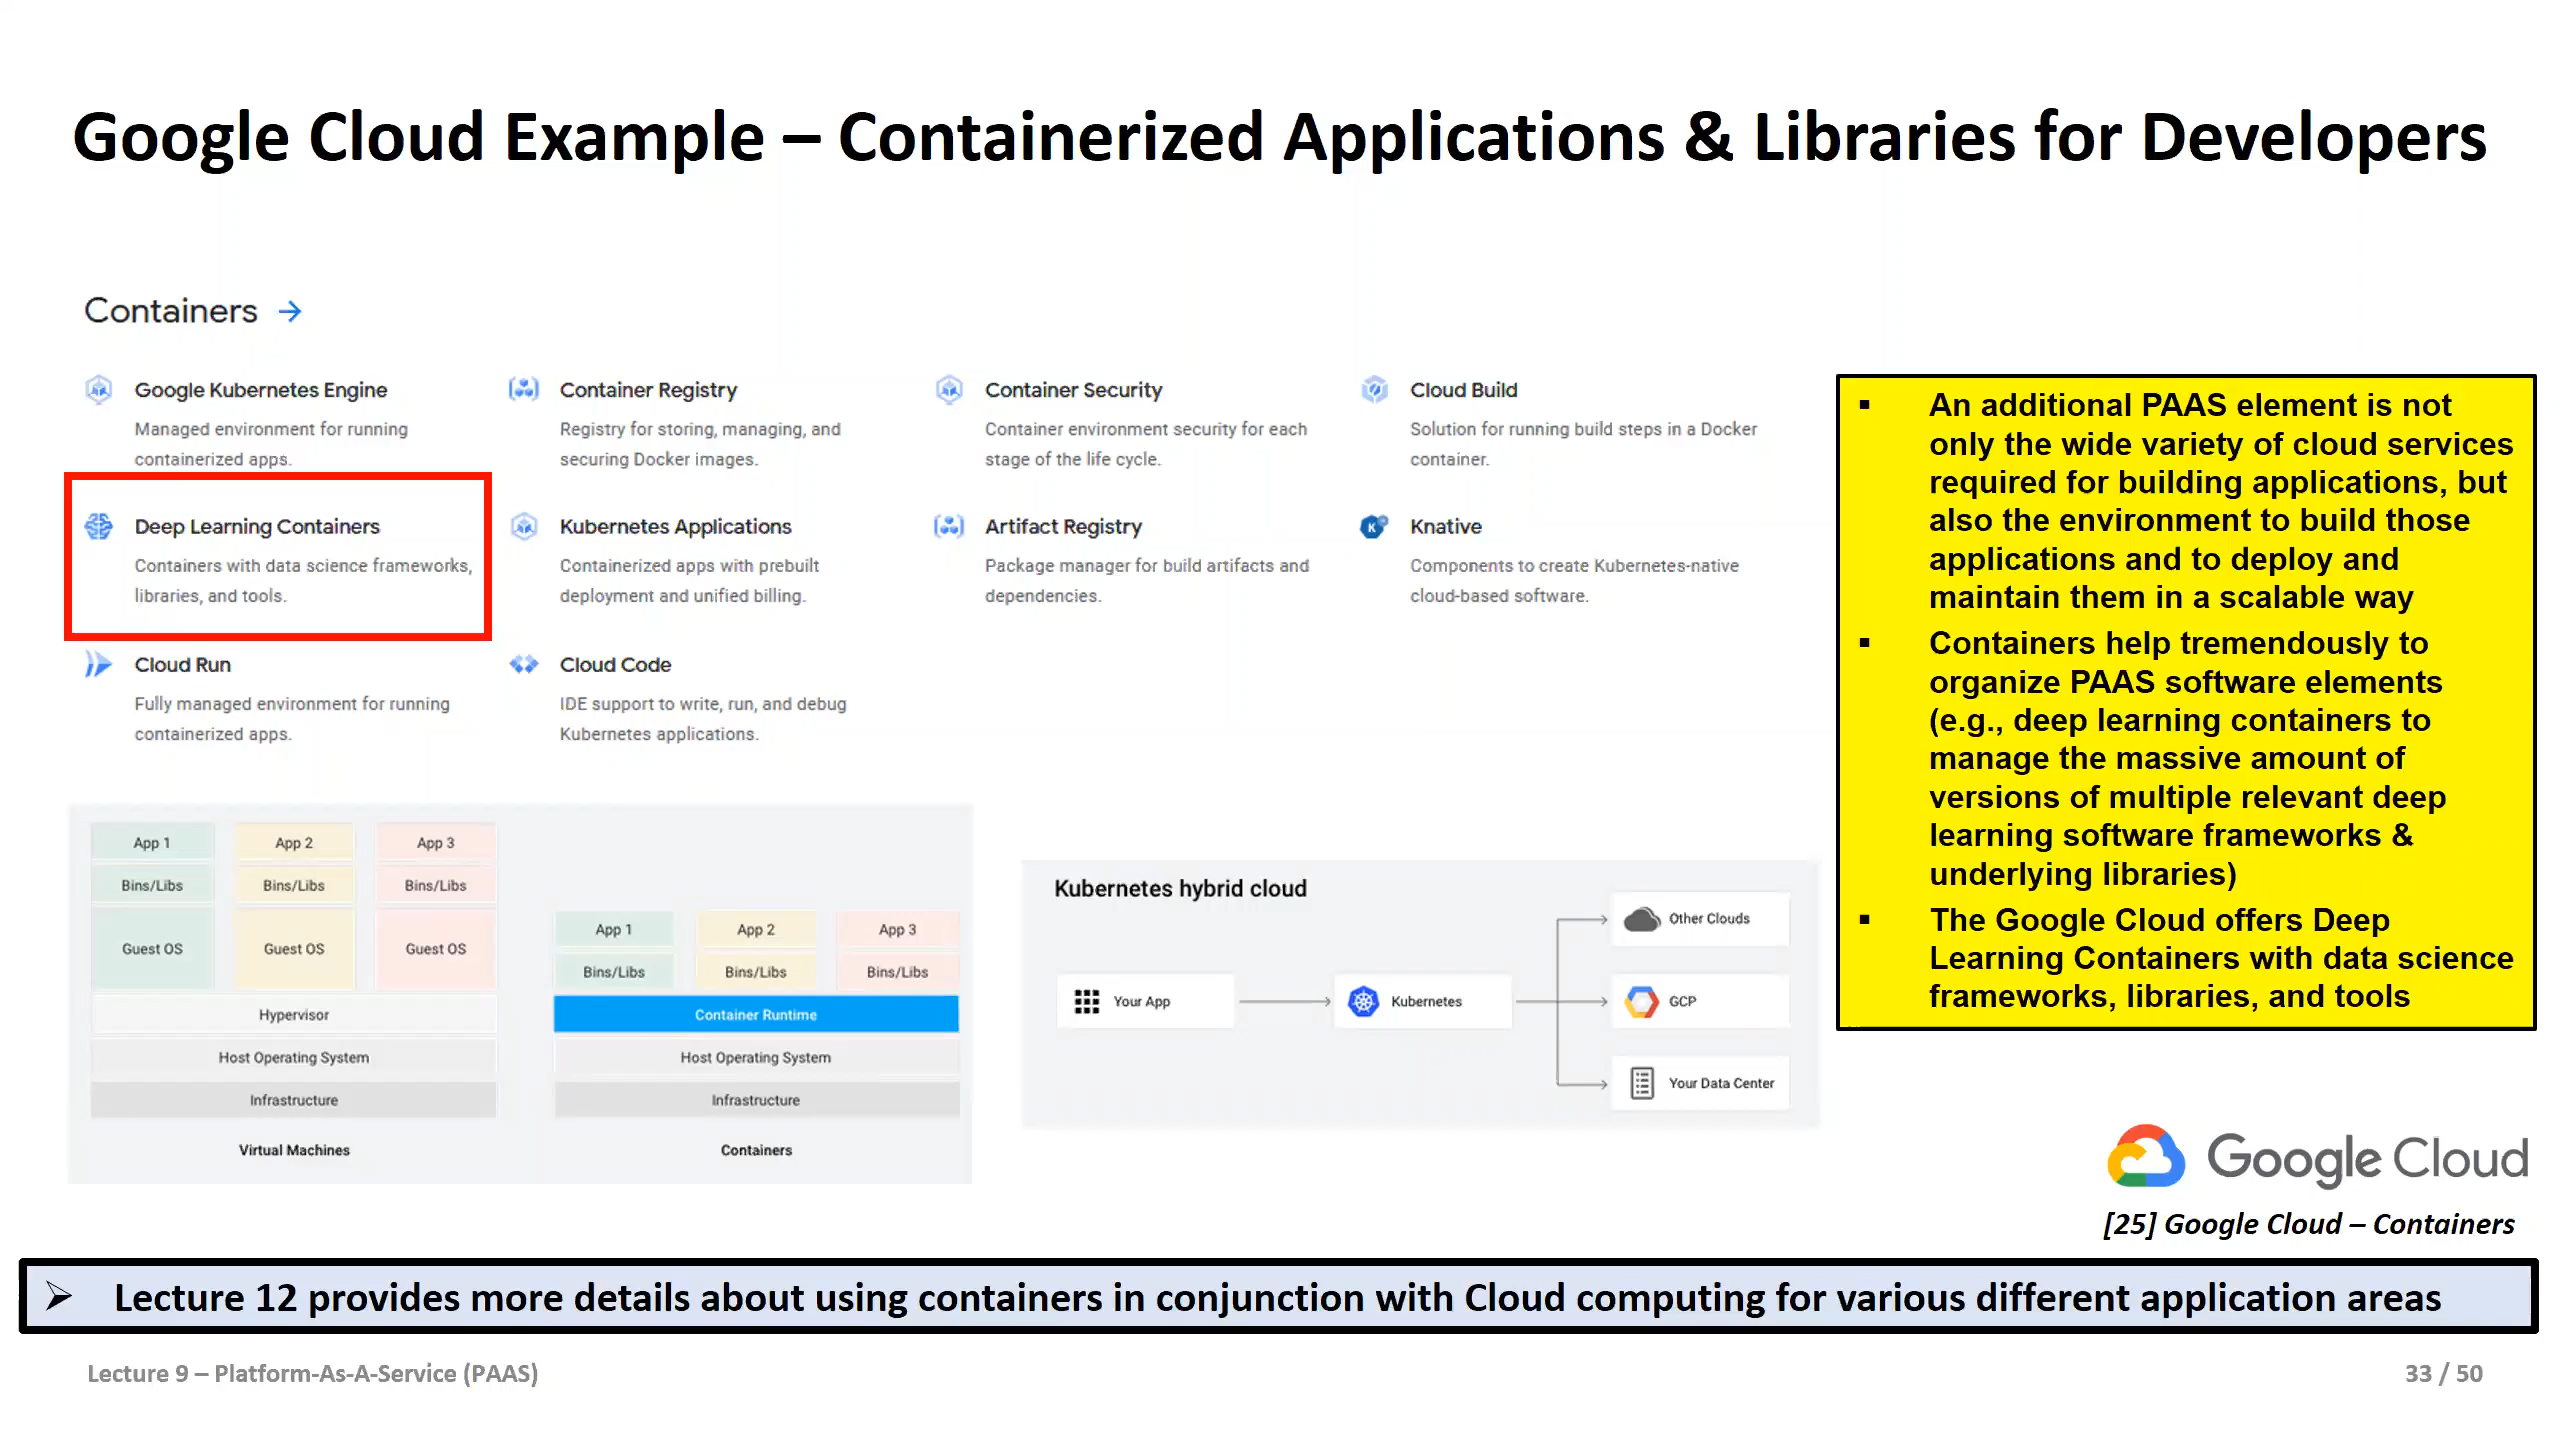 Google Cloud Example – Containerized Applications & Libraries for Developers
Containers
Google Kubernetes Engine
Managed environment for running
containerized apps.
Container Registry
Registry for storing, managing, and
securing Docker images.
Container Security
Container environment security for each
stage of the life cycle.
Cloud Build
Solution for running build steps in a Docker
container.
Deep Learning Containers
Containers with data science frameworks,
libraries, and tools.
Kubernetes Applications
Containerized apps with prebuilt
deployment and unified billing.
Artifact Registry
Package manager for build artifacts and
dependencies.
Knative
Components to create Kubernetes-native
cloud-based software.
Cloud Run
Fully managed environment for running
containerized apps.
Cloud Code
IDE support to write, run, and debug
Kubernetes applications.
▪ An additional PAAS element is not
only the wide variety of cloud services
required for building applications, but
also the environment to build those
applications and to deploy and
maintain them in a scalable way
▪ Containers help tremendously to
organize PAAS software elements
(e.g., deep learning containers to
manage the massive amount of
versions of multiple relevant deep
learning software frameworks &
underlying libraries)
▪ The Google Cloud offers Deep
Learning Containers with data science
frameworks, libraries, and tools
App 1 App 2 App 3
Bins/Libs Bins/Libs Bins/Libs
Guest OS Guest OS Guest OS
Hypervisor
Host Operating System
Infrastructure
Virtual Machines
App 1 App 2 App 3
Bins/Libs Bins/Libs Bins/Libs
Container Runtime
Host Operating System
Infrastructure
Containers
Kubernetes hybrid cloud
Your App
Kubernetes
Other Clouds
GCP
Your Data Center
Google Cloud
[25] Google Cloud – Containers
➢ Lecture 12 provides more details about using containers in conjunction with Cloud computing for various different application areas
Lecture 9 – Platform-As-A-Service (PAAS)
33 / 50